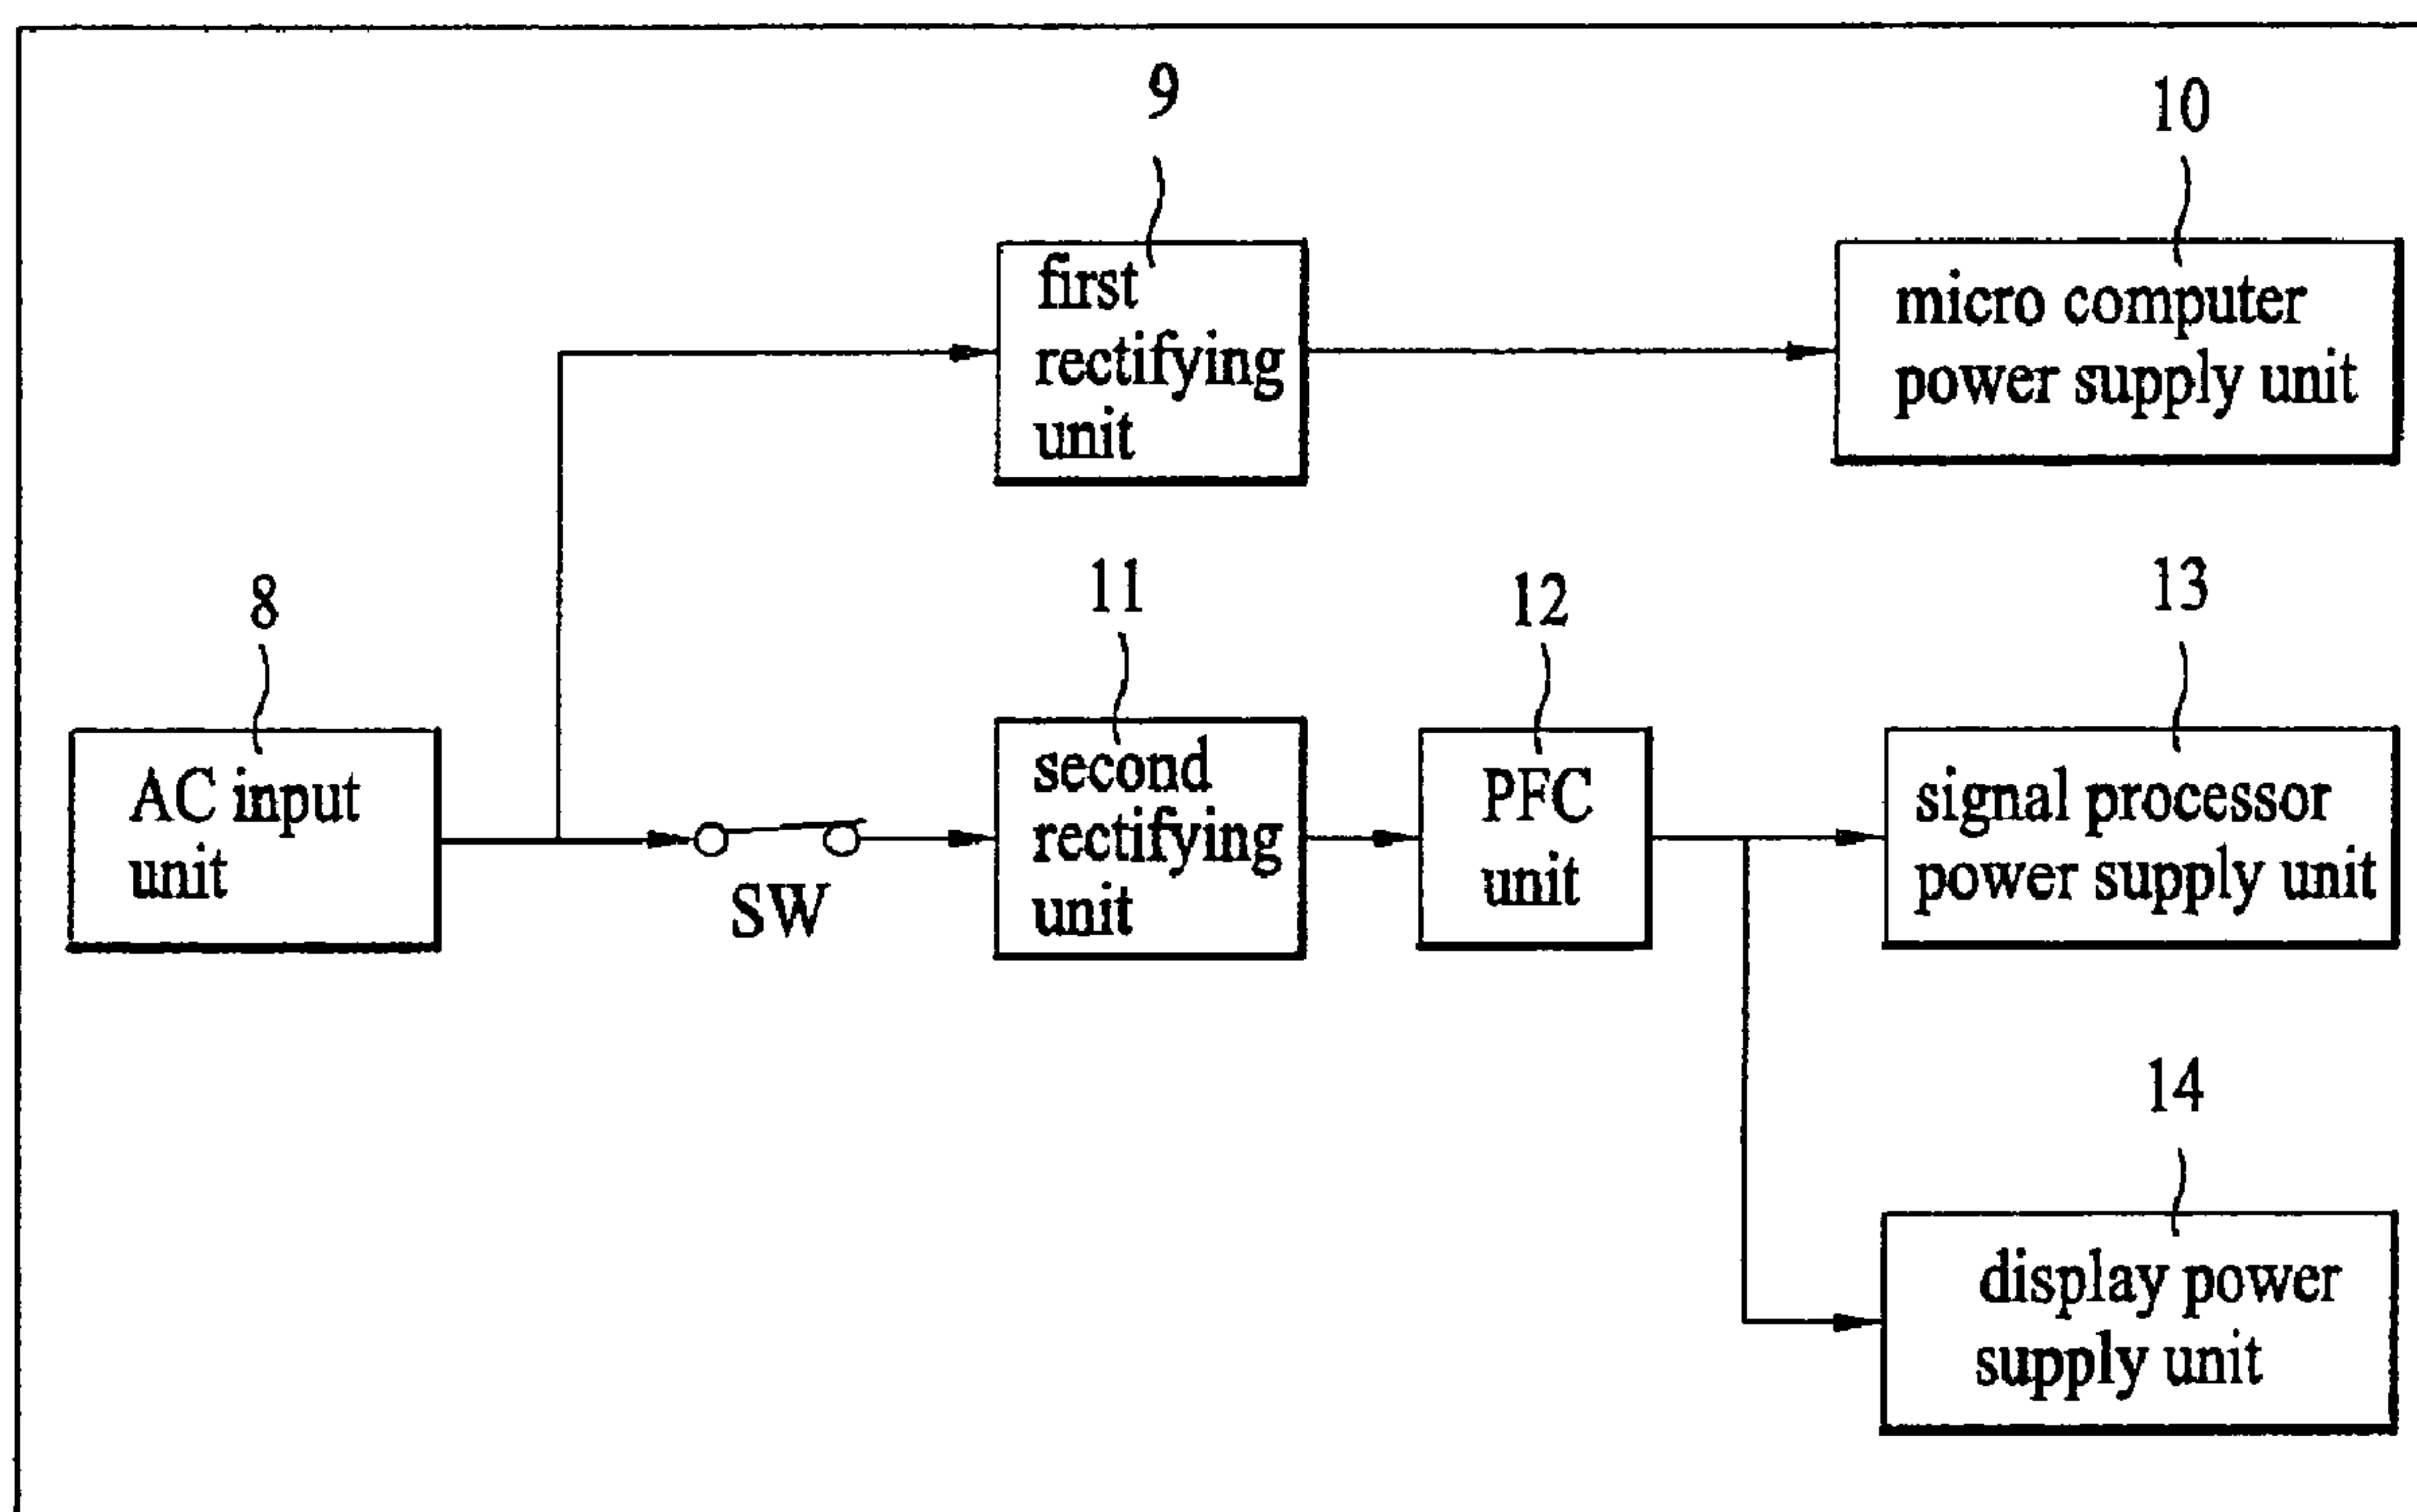 9
10
first
rectifying
unit
micro computer
power supply unit
8
11
12
13
AC input
unit
SW
second
rectifying
unit
PFC
unit
signal processor
power supply unit
14
display power
supply unit